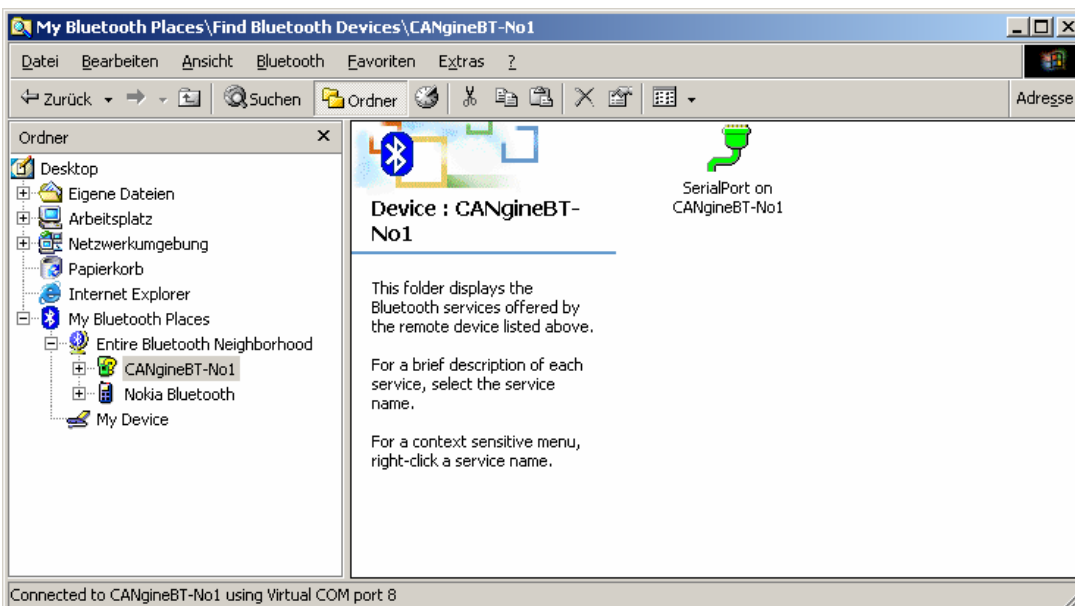 My Bluetooth Places\Find Bluetooth Devices\CANgineBT-No1
Datei Bearbeiten Ansicht Bluetooth Favoriten Extras ?
Zurück Suchen Ordner Adresse
Ordner
Desktop
Eigene Dateien
Arbeitsplatz
Netzwerkumgebung
Papierkorb
Internet Explorer
My Bluetooth Places
Entire Bluetooth Neighborhood
CANgineBT-No1
Nokia Bluetooth
My Device
Device : CANgineBT-
No1
This folder displays the
Bluetooth services offered by
the remote device listed above.
For a brief description of each
service, select the service
name.
For a context sensitive menu,
right-click a service name.
SerialPort on
CANgineBT-No1
Connected to CANgineBT-No1 using Virtual COM port 8